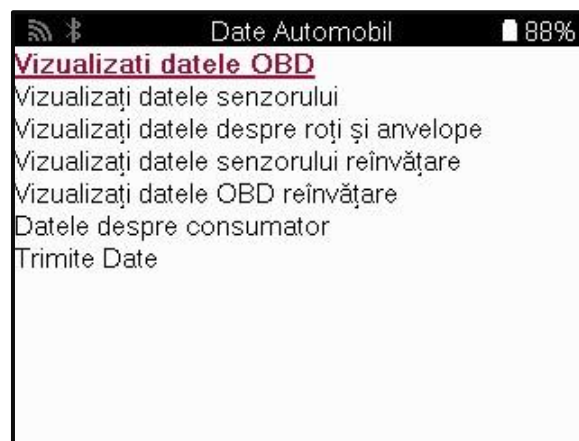 Date Automobil 88%
Vizualizati datele OBD
Vizualizați datele senzorului
Vizualizați datele despre roți și anvelope
Vizualizați datele senzorului reînvățare
Vizualizați datele OBD reînvățare
Datele despre consumator
Trimite Date